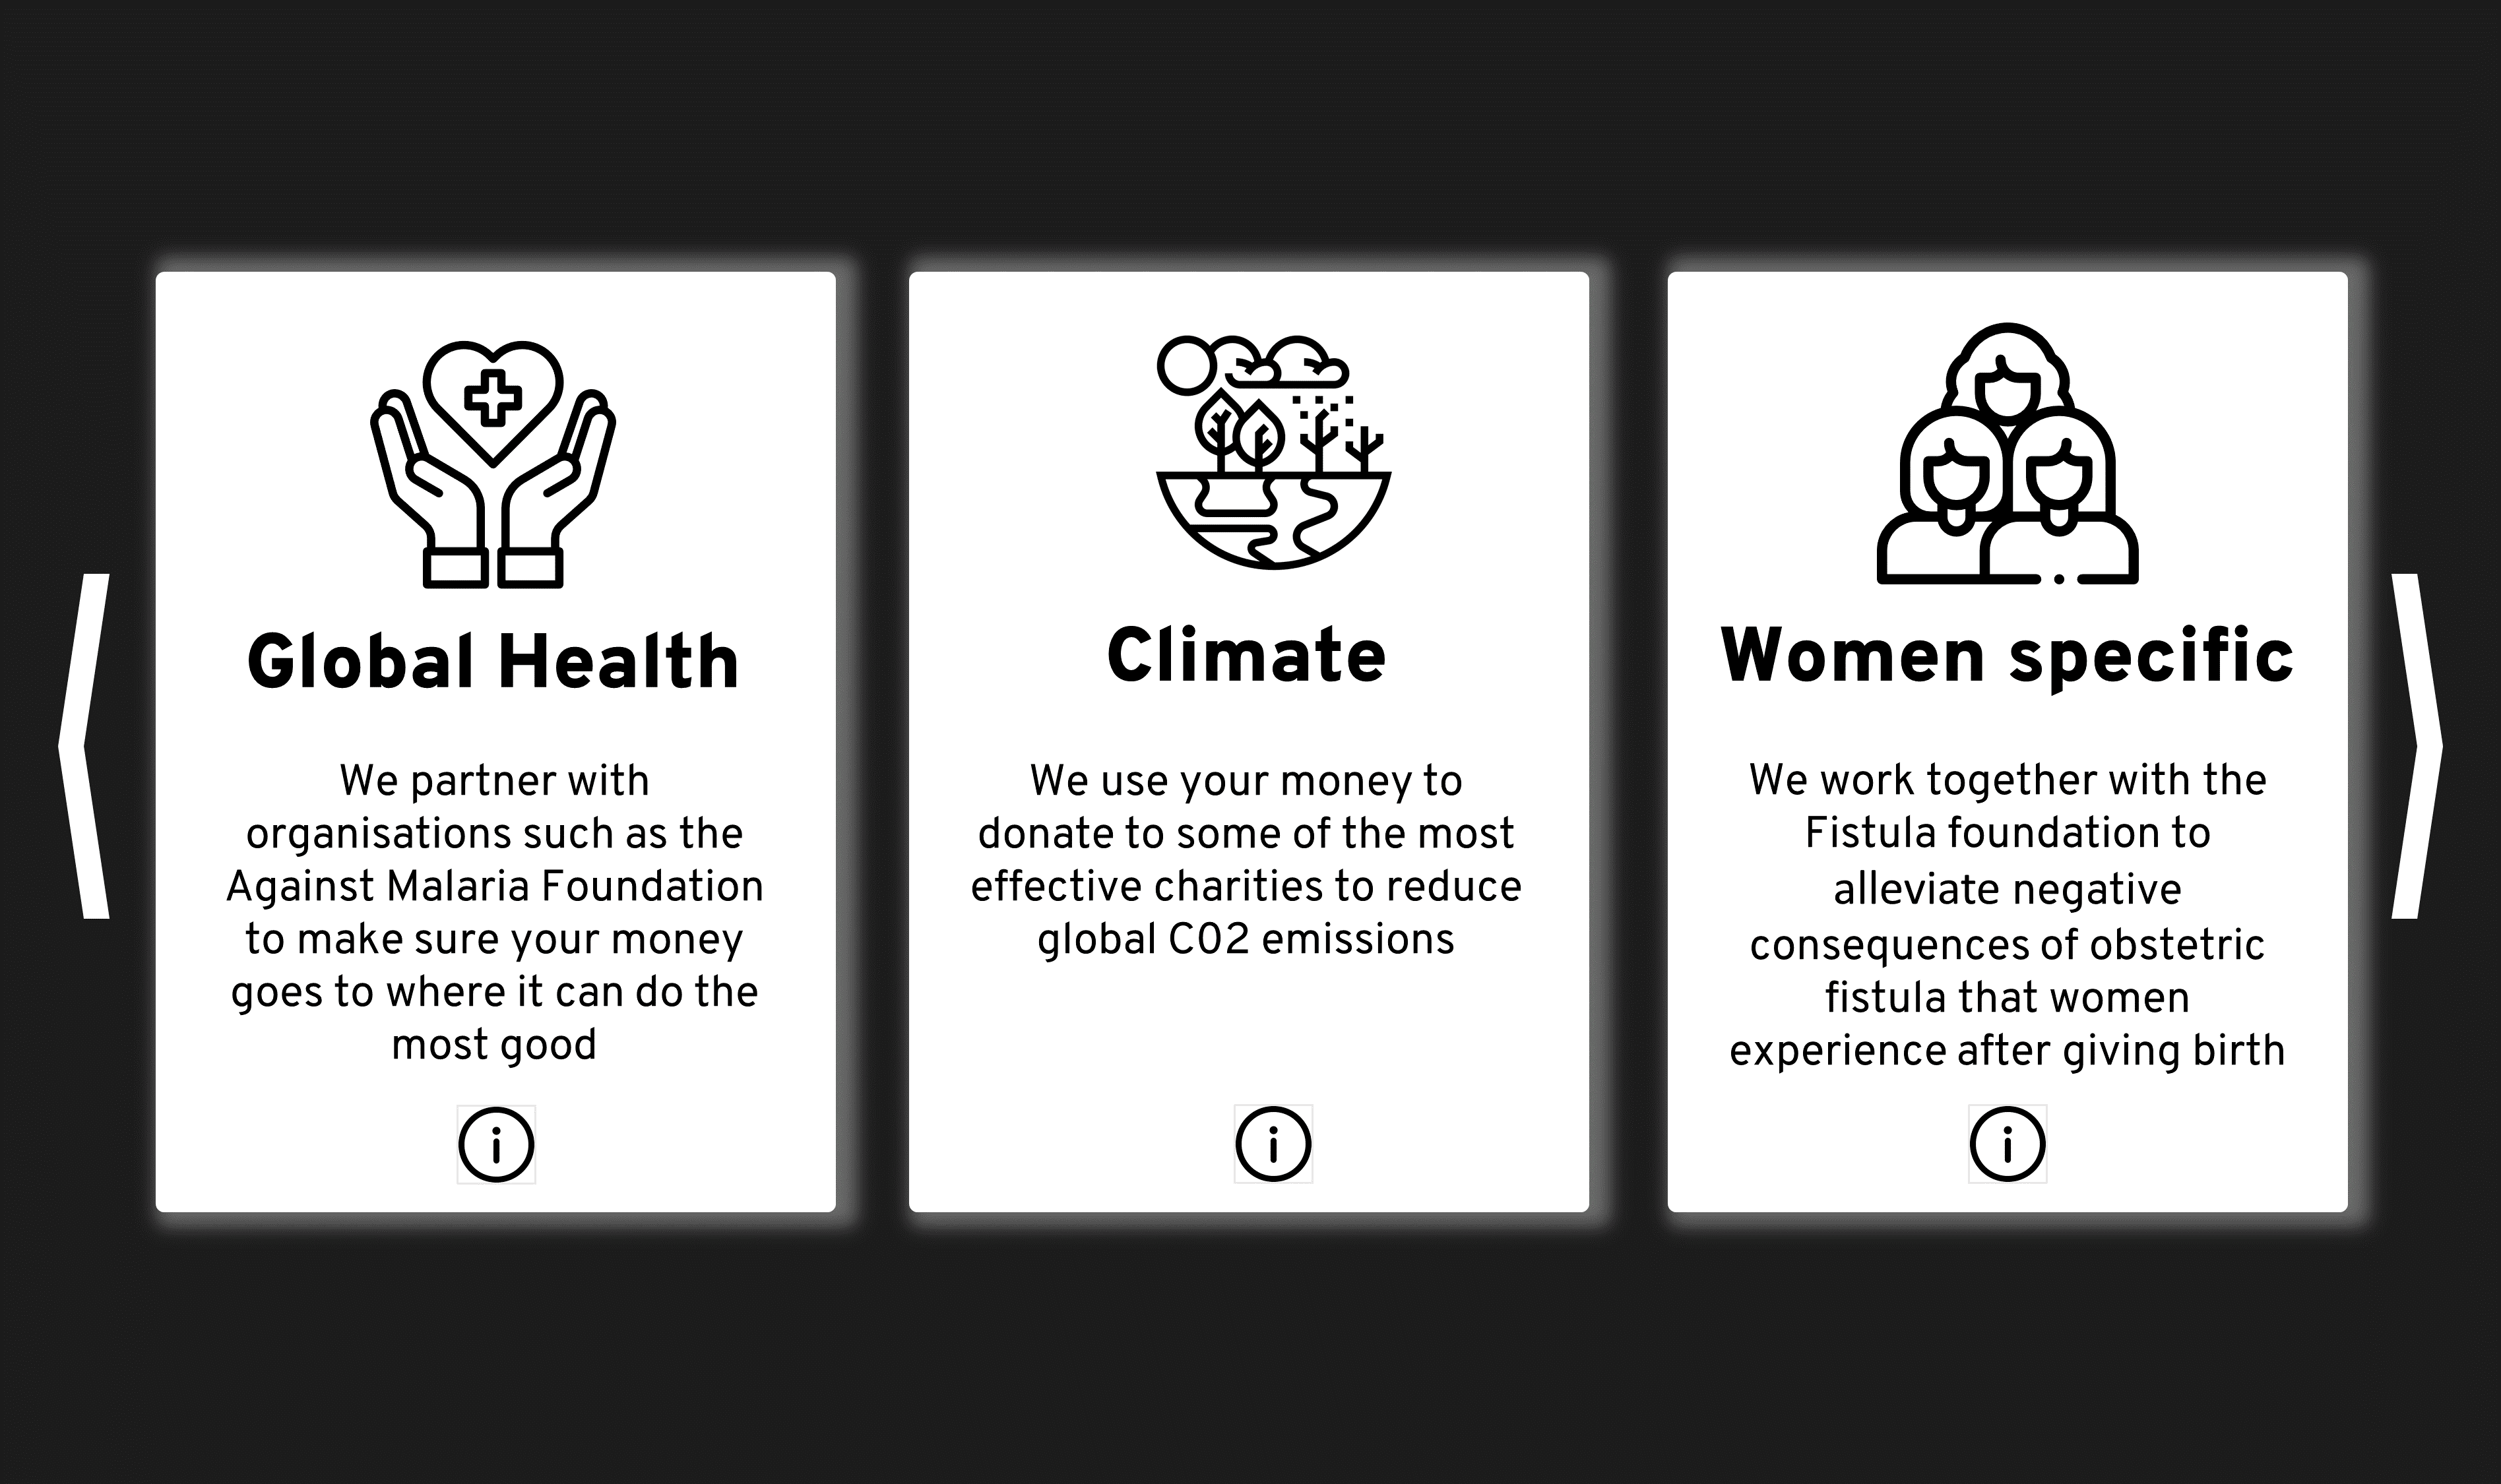 Global Health
We partner with
organisations such as the
Against Malaria Foundation
to make sure your money
goes to where it can do the
most good
i
Climate
We use your money to
donate to some of the most
effective charities to reduce
global CO2 emissions
i
Women specific
We work together with the
Fistula foundation to
alleviate negative
consequences of obstetric
fistula that women
experience after giving birth
i